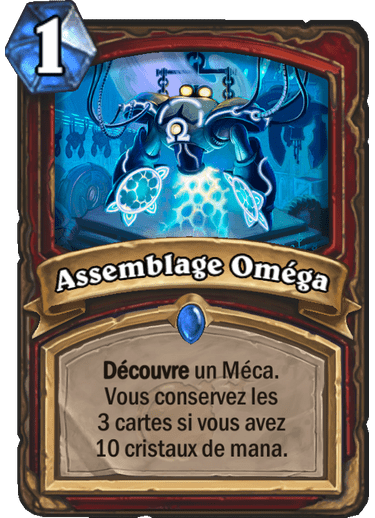 1
Ω
Assemblage Oméga
Découvre un Méca.
Vous conservez les
3 cartes si vous avez
10 cristaux de mana.